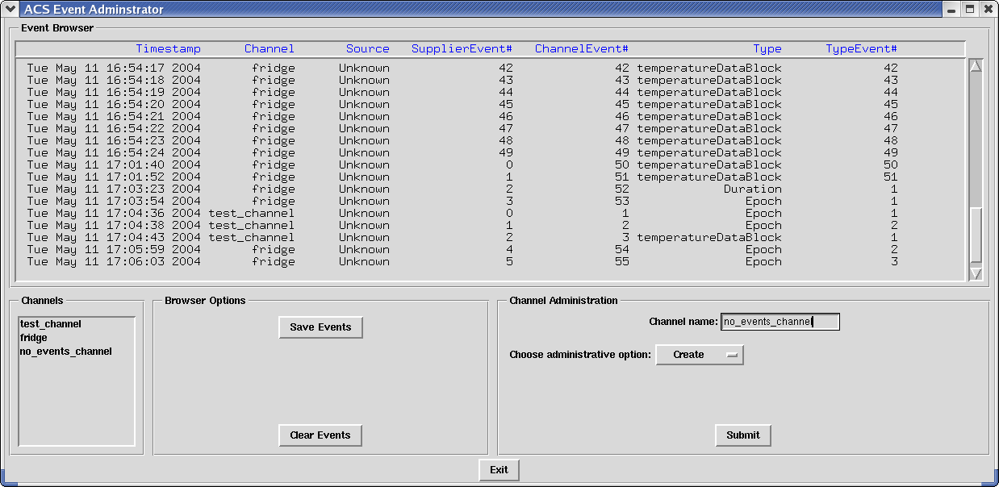 ACS Event Adminstrator
Event Browser
Timestamp Channel Source SupplierEvent# ChannelEvent# Type TypeEvent#
Tue May 11 16:54:17 2004 fridge Unknown 42 42 temperatureDataBlock 42
Tue May 11 16:54:18 2004 fridge Unknown 43 43 temperatureDataBlock 43
Tue May 11 16:54:19 2004 fridge Unknown 44 44 temperatureDataBlock 44
Tue May 11 16:54:20 2004 fridge Unknown 45 45 temperatureDataBlock 45
Tue May 11 16:54:21 2004 fridge Unknown 46 46 temperatureDataBlock 46
Tue May 11 16:54:22 2004 fridge Unknown 47 47 temperatureDataBlock 47
Tue May 11 16:54:23 2004 fridge Unknown 48 48 temperatureDataBlock 48
Tue May 11 16:54:24 2004 fridge Unknown 49 49 temperatureDataBlock 49
Tue May 11 17:01:40 2004 fridge Unknown 0 50 temperatureDataBlock 50
Tue May 11 17:01:52 2004 fridge Unknown 1 51 temperatureDataBlock 51
Tue May 11 17:03:23 2004 fridge Unknown 2 52 Duration 1
Tue May 11 17:03:54 2004 fridge Unknown 3 53 Epoch 1
Tue May 11 17:04:36 2004 test_channel Unknown 0 1 Epoch 1
Tue May 11 17:04:38 2004 test_channel Unknown 1 2 Epoch 2
Tue May 11 17:04:43 2004 test_channel Unknown 2 3 temperatureDataBlock 1
Tue May 11 17:05:59 2004 fridge Unknown 4 54 Epoch 2
Tue May 11 17:06:03 2004 fridge Unknown 5 55 Epoch 3
Channels
test_channel
fridge
no_events_channel
Browser Options
Save Events
Clear Events
Channel Administration
Channel name: no_events_channel
Choose administrative option: Create
Submit
Exit